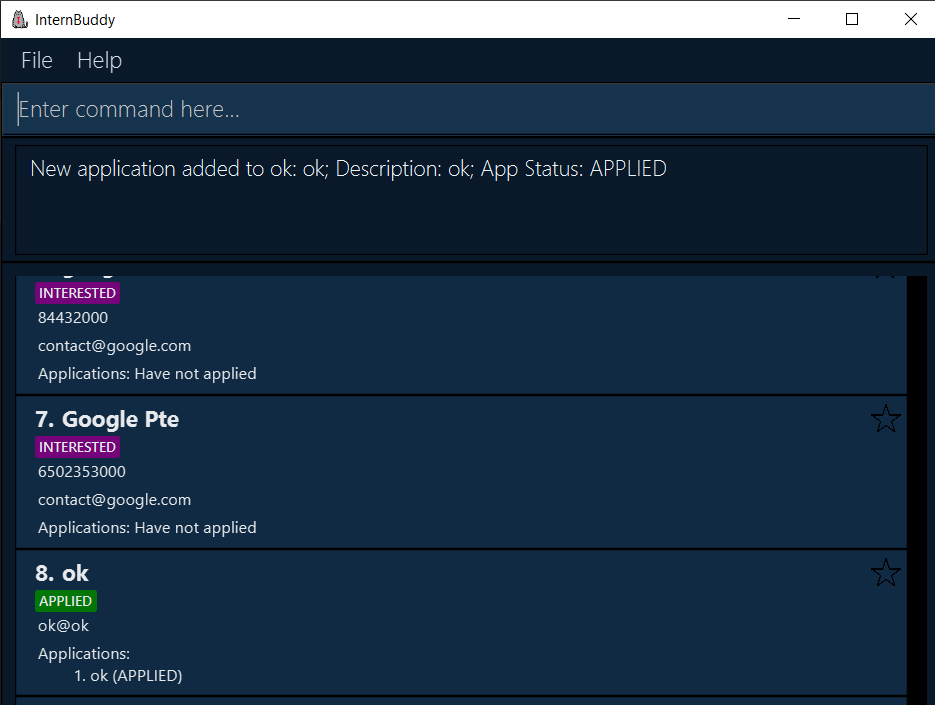 InternBuddy
File Help
Enter command here...
New application added to ok: ok; Description: ok; App Status: APPLIED
INTERESTED
84432000
contact@google.com
Applications: Have not applied
7. Google Pte
INTERESTED
6502353000
contact@google.com
Applications: Have not applied
8. ok
APPLIED
ok@ok
Applications:
1. ok (APPLIED)